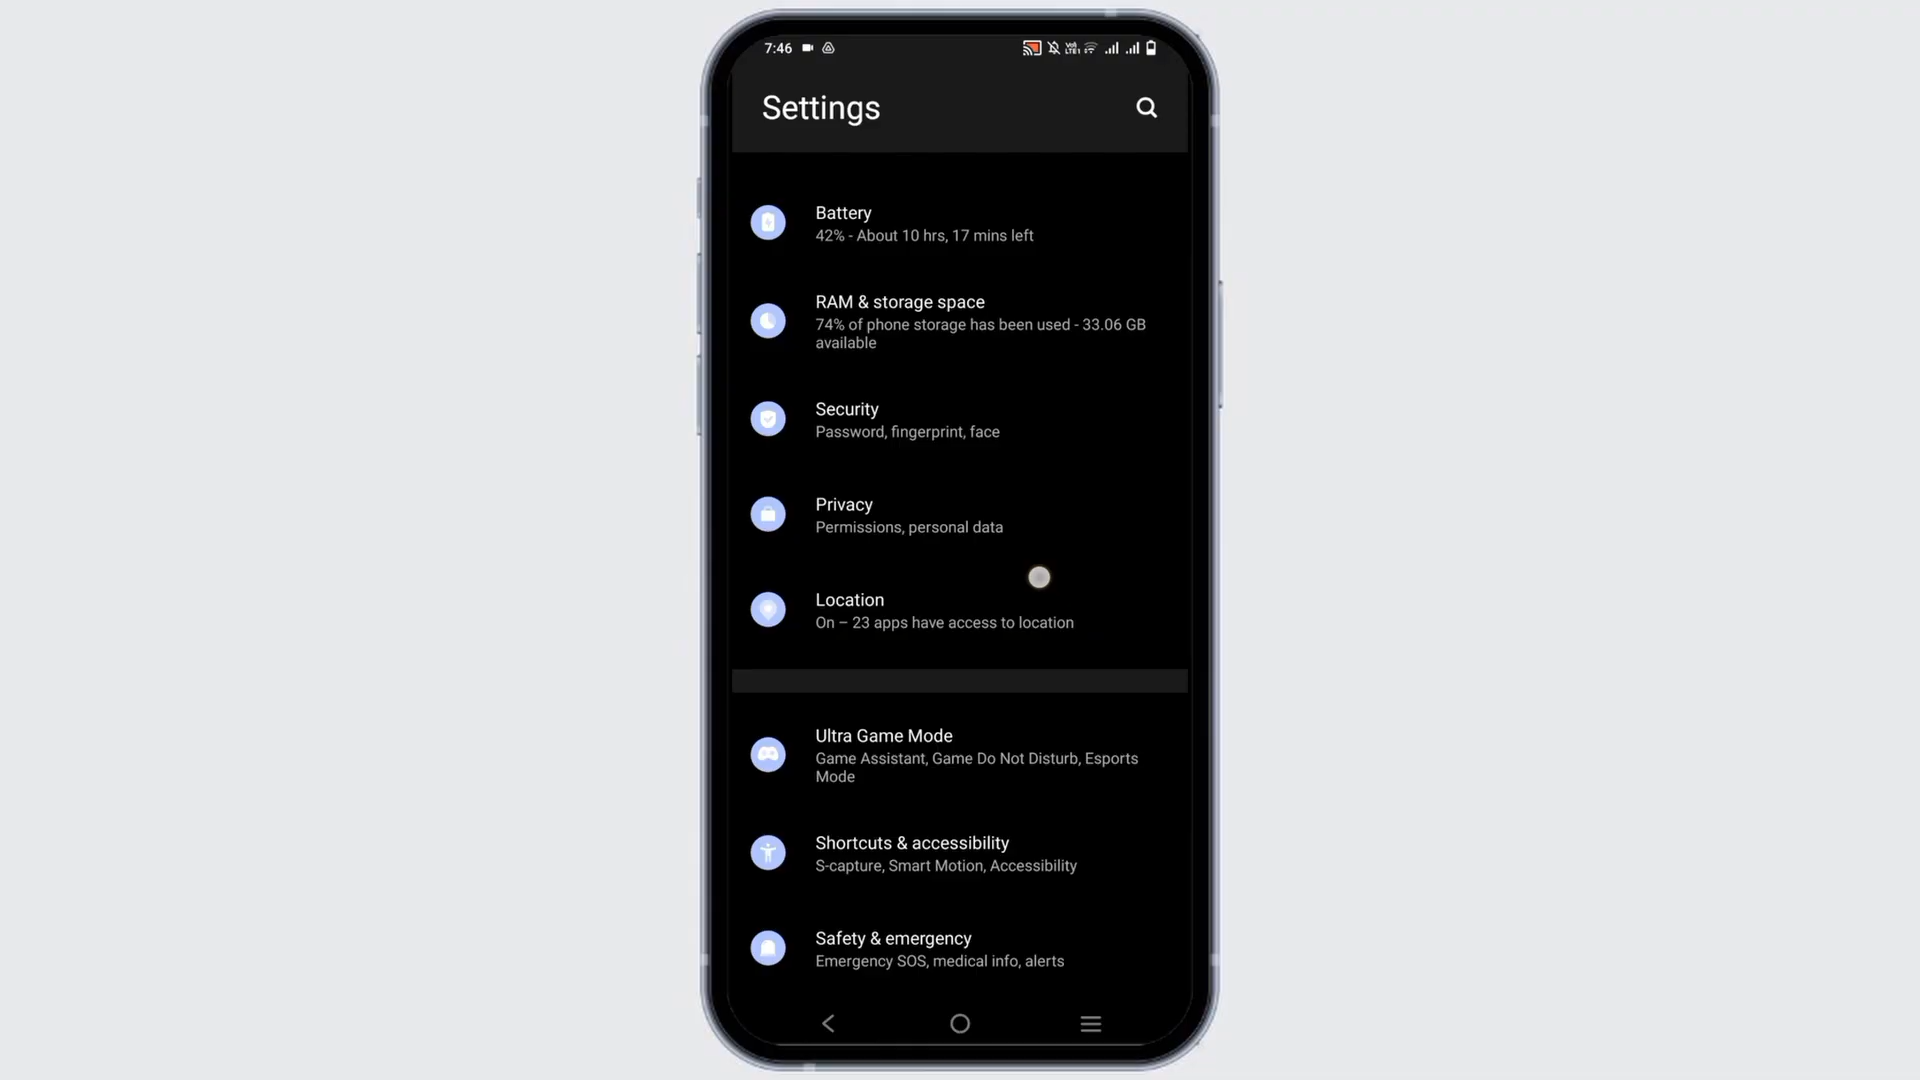 7:46
Settings
Battery
42% - About 10 hrs, 17 mins left
RAM & storage space
74% of phone storage has been used - 33.06 GB
available
Security
Password, fingerprint, face
Privacy
Permissions, personal data
Location
On – 23 apps have access to location
Ultra Game Mode
Game Assistant, Game Do Not Disturb, Esports
Mode
Shortcuts & accessibility
S-capture, Smart Motion, Accessibility
Safety & emergency
Emergency SOS, medical info, alerts